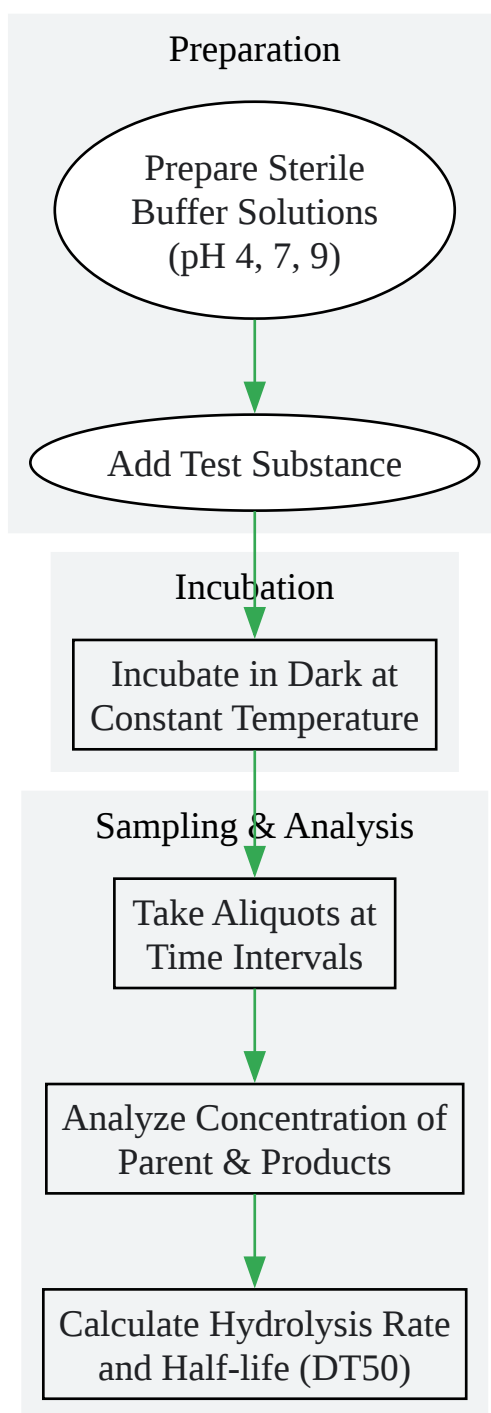 Preparation
Prepare Sterile
Buffer Solutions
(pH 4, 7, 9)
Add Test Substance
Incubation
Incubate in Dark at
Constant Temperature
Sampling & Analysis
Take Aliquots at
Time Intervals
Analyze Concentration of
Parent & Products
Calculate Hydrolysis Rate
and Half-life (DT50)